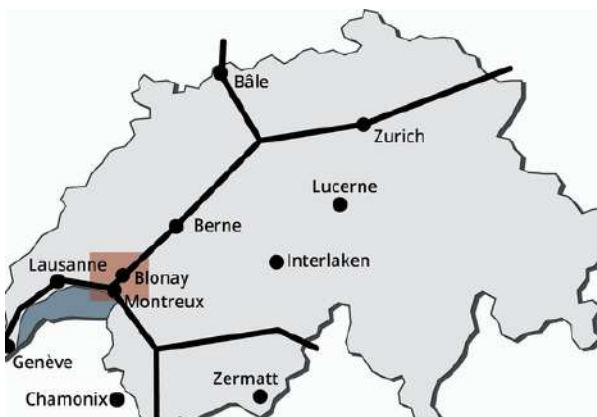 Bâle
Zurich
Lucerne
Berne
Interlaken
Lausanne
Blonay
Montreux
Genève
Zermatt
Chamonix